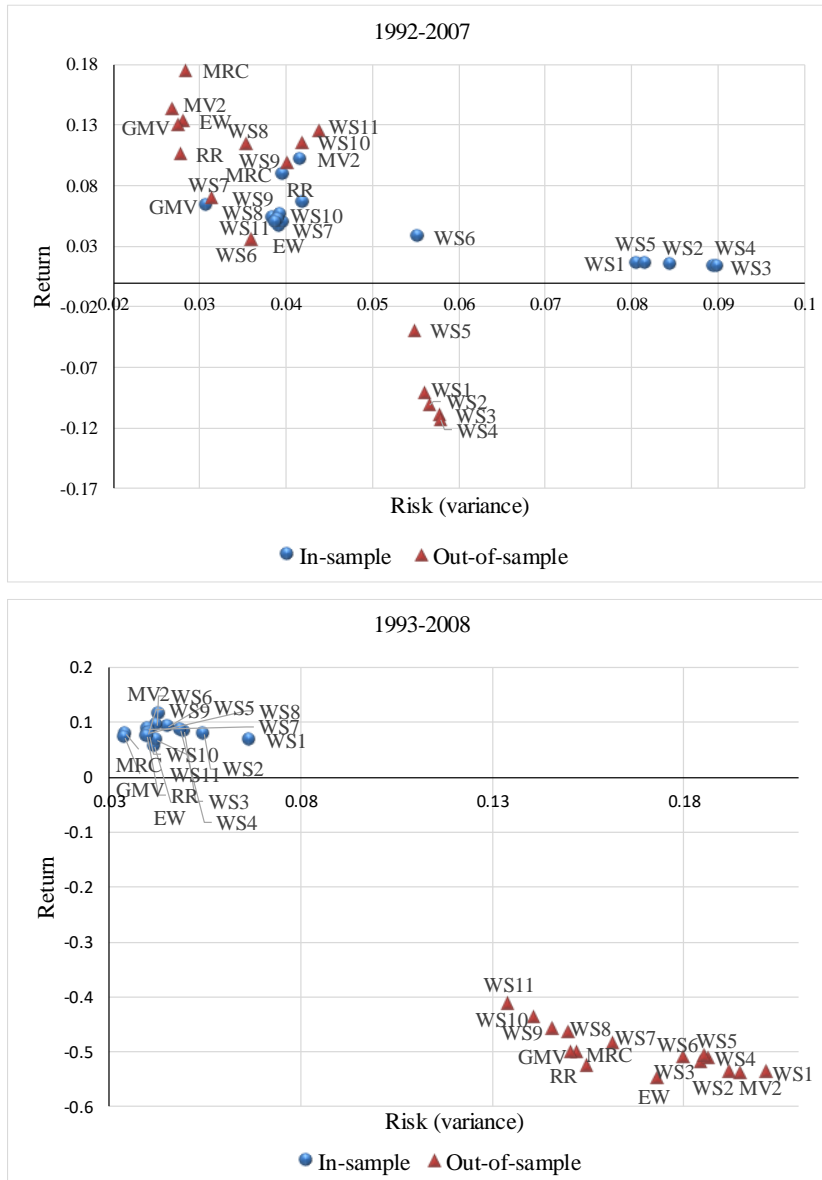 1992-2007
0.18
MRC
MV2
0.13
GMV
EW
WS8
WS11
WS10
RR
WS9
MV2
MRC
0.08
WS7
WS9
RR
GMV
WS8
WS10
WS11
WS7
WS6
EW
WS6
WS5
WS2
WS4
WS1
WS3
0.03
Return
-0.02
0.02
0.03
0.04
0.05
0.06
0.07
0.08
0.09
0.1
WS5
-0.07
WS1
WS2
WS3
-0.12
WS4
-0.17
Risk (variance)
In-sample
Out-of-sample
1993-2008
0.2
MV2
WS6
WS9
WS5
WS8
0.1
WS7
WS1
WS10
MRC
WS11
WS2
0
GMV
RR
WS3
EW
WS4
0.03
0.08
0.13
0.18
-0.1
-0.2
Return
-0.3
-0.4
WS11
WS10
WS9
WS8
WS7
-0.5
GMV
MRC
WS6
WS5
RR
WS3
WS4
EW
WS2
MV2
WS1
-0.6
Risk (variance)
In-sample
Out-of-sample